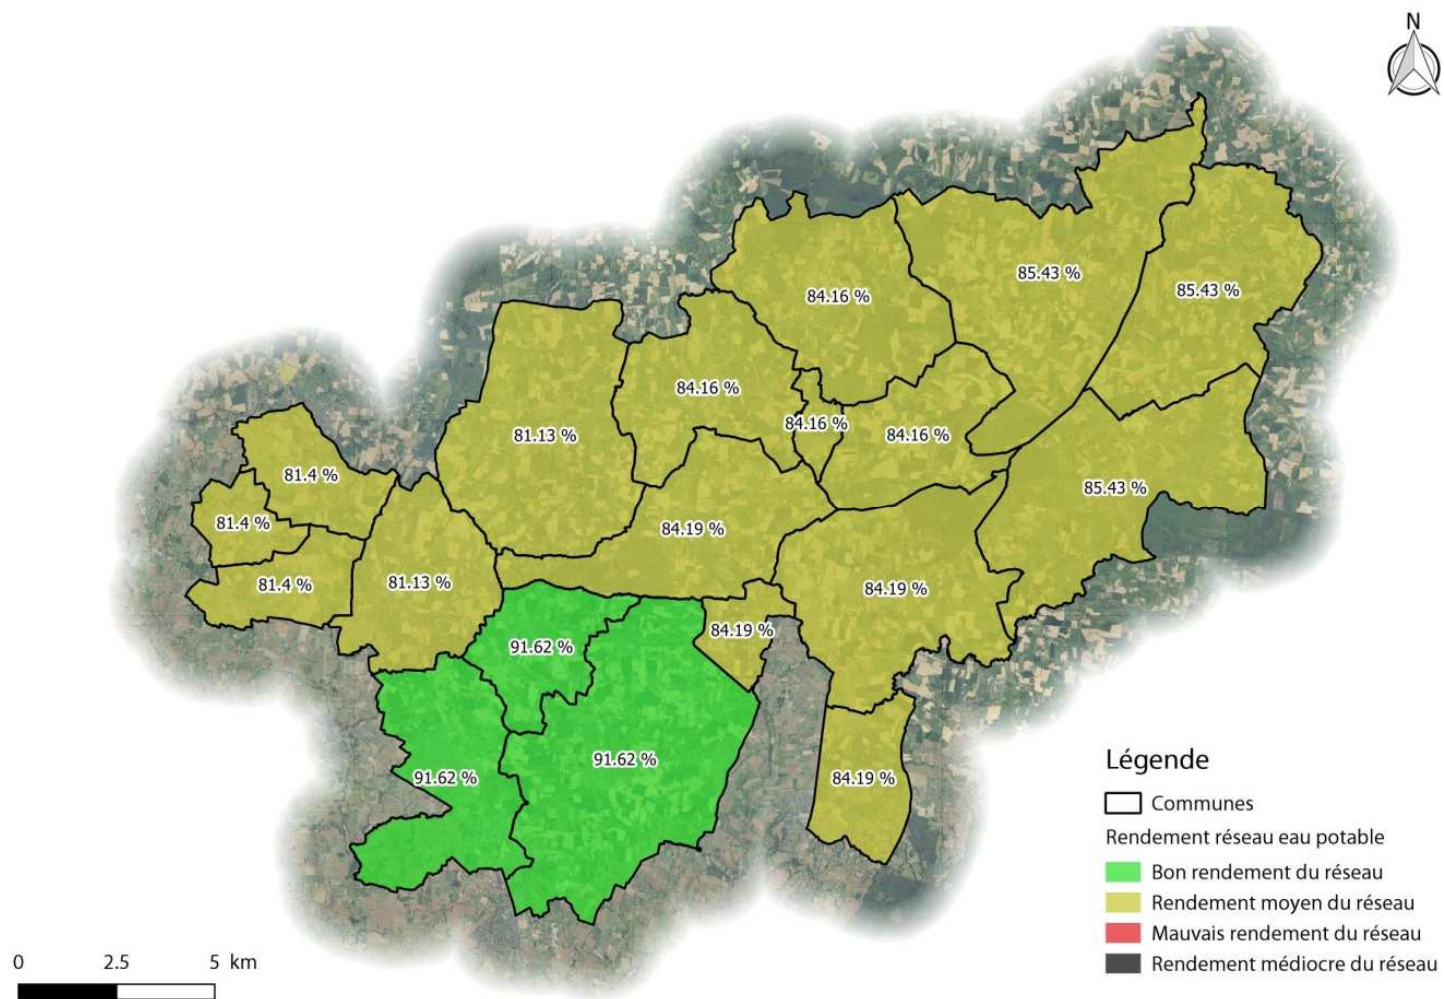 N
85.43 %
84.16 %
85.43 %
84.16 %
84.16 %
81.13 %
84.16 %
81.4 %
85.43 %
81.4 %
84.19 %
81.4 %
81.13 %
84.19 %
84.19 %
91.62 %
91.62 %
91.62 %
84.19 %
Légende
Communes
Rendement réseau eau potable
Bon rendement du réseau
Rendement moyen du réseau
Mauvais rendement du réseau
Rendement médiocre du réseau
0 2.5 5 km